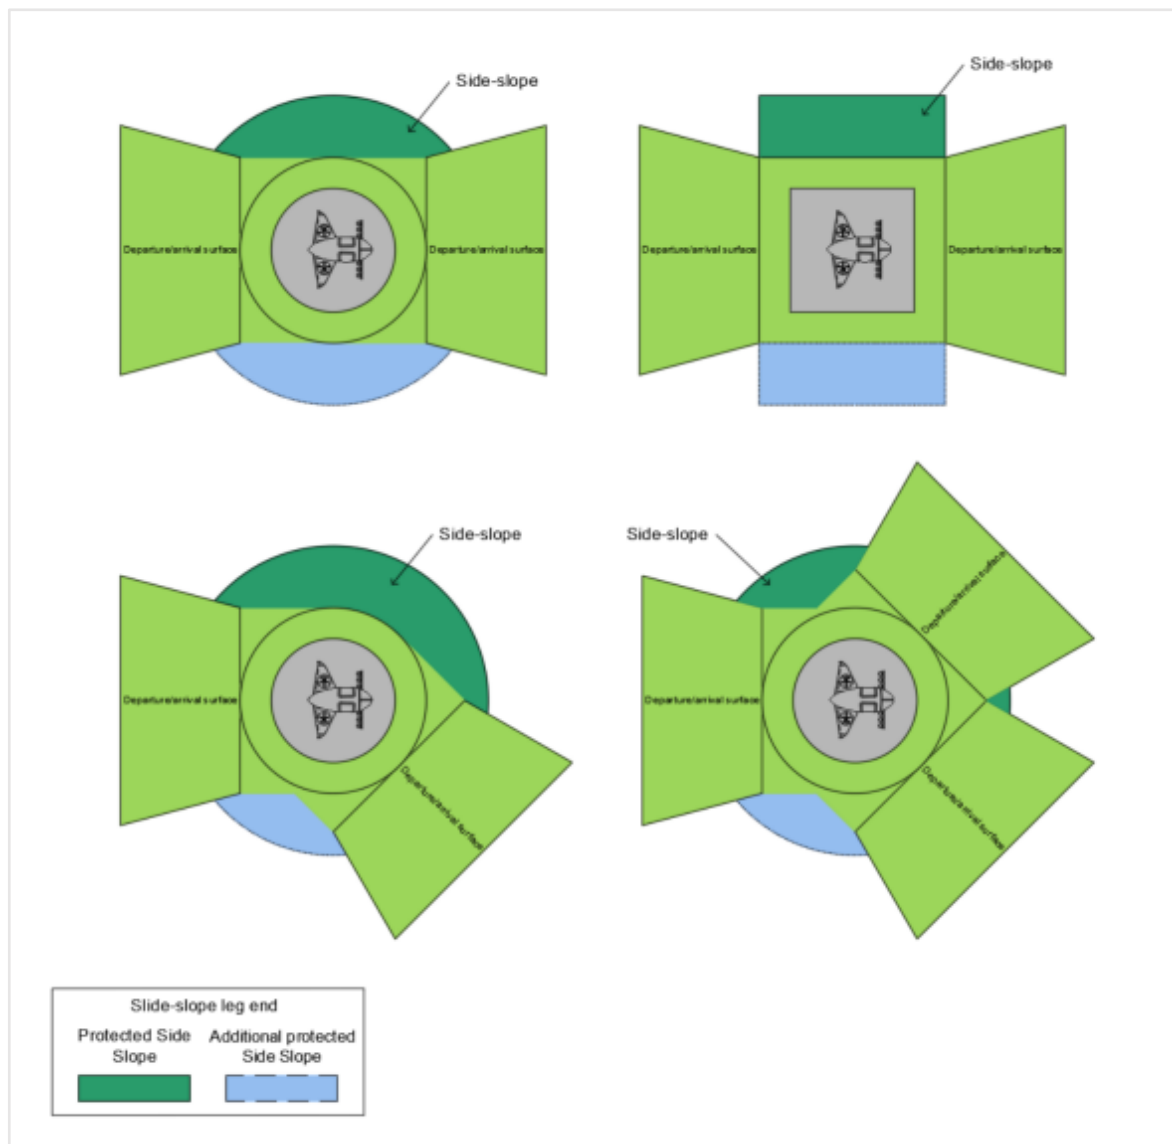 Side-slope
Side-slope
Departure/arrival surface
Departure/arrival surface
Departure/arrival surface
Departure/arrival surface
Side-slope
Side-slope
Departure/arrival surface
Departure/arrival surface
Departure/arrival surface
Departure/arrival surface
Departure/arrival surface
Slide-slope leg end
Protected Side
Slope
Additional protected
Side Slope